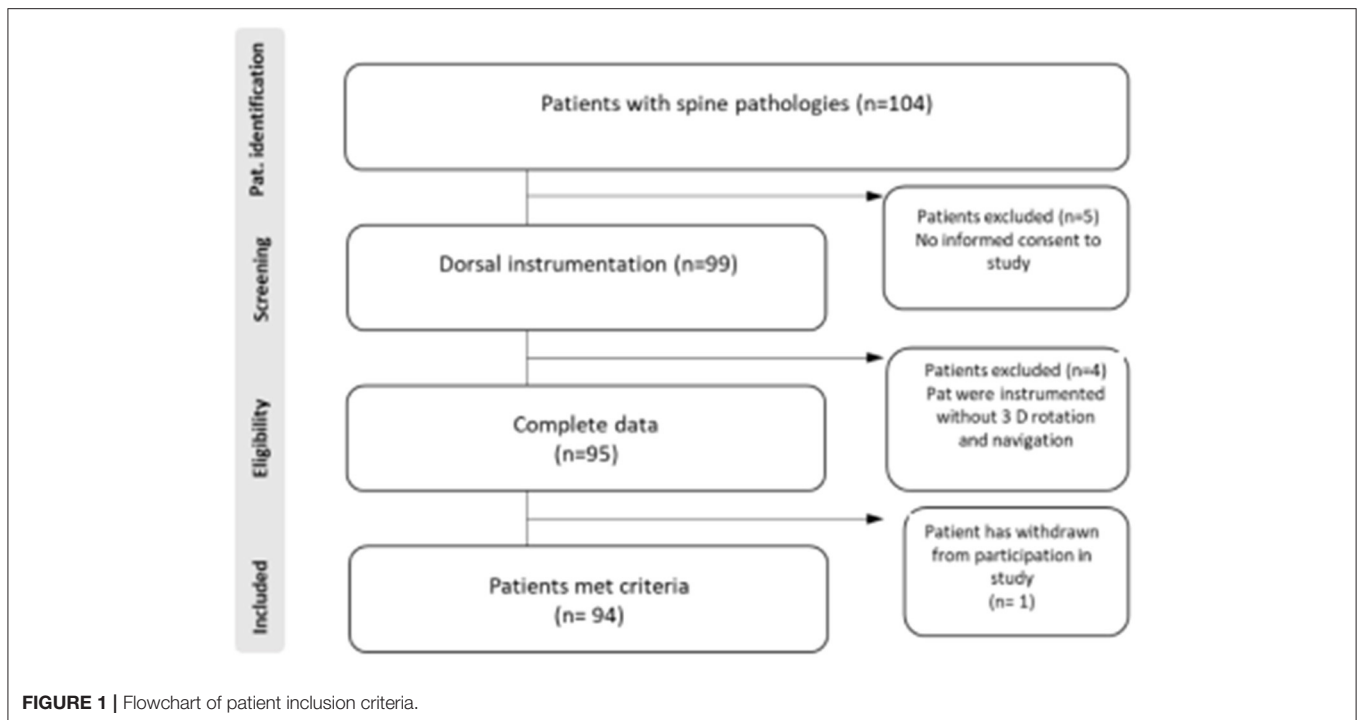 Pat. identification
Patients with spine pathologies (n=104)
Patients excluded (n=5)
No informed consent to
study
Screening
Dorsal instrumentation (n=99)
Patients excluded (n=4)
Pat were instrumented
without 3 D rotation
and navigation
Eligibility
Complete data
(n=95)
Patient has withdrawn
from participation in
study
(n= 1)
Included
Patients met criteria
(n= 94)
FIGURE 1 | Flowchart of patient inclusion criteria.